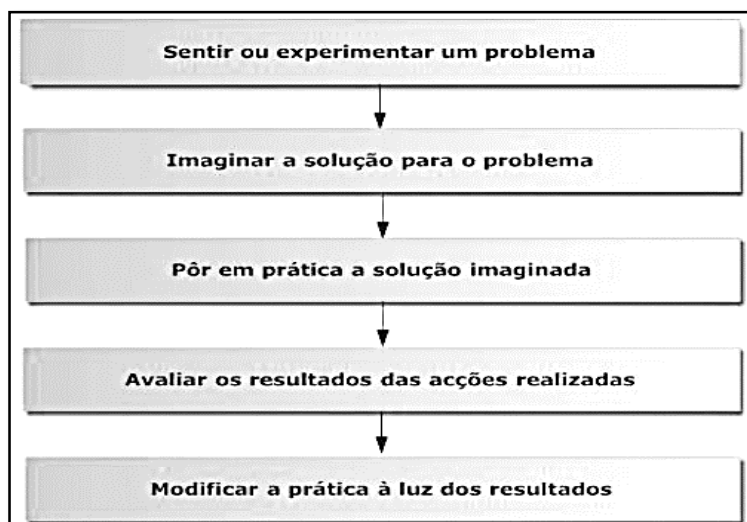 Sentir ou experimentar um problema
Imaginar a solução para o problema
Pôr em prática a solução imaginada
Avaliar os resultados das acções realizadas
Modificar a prática à luz dos resultados